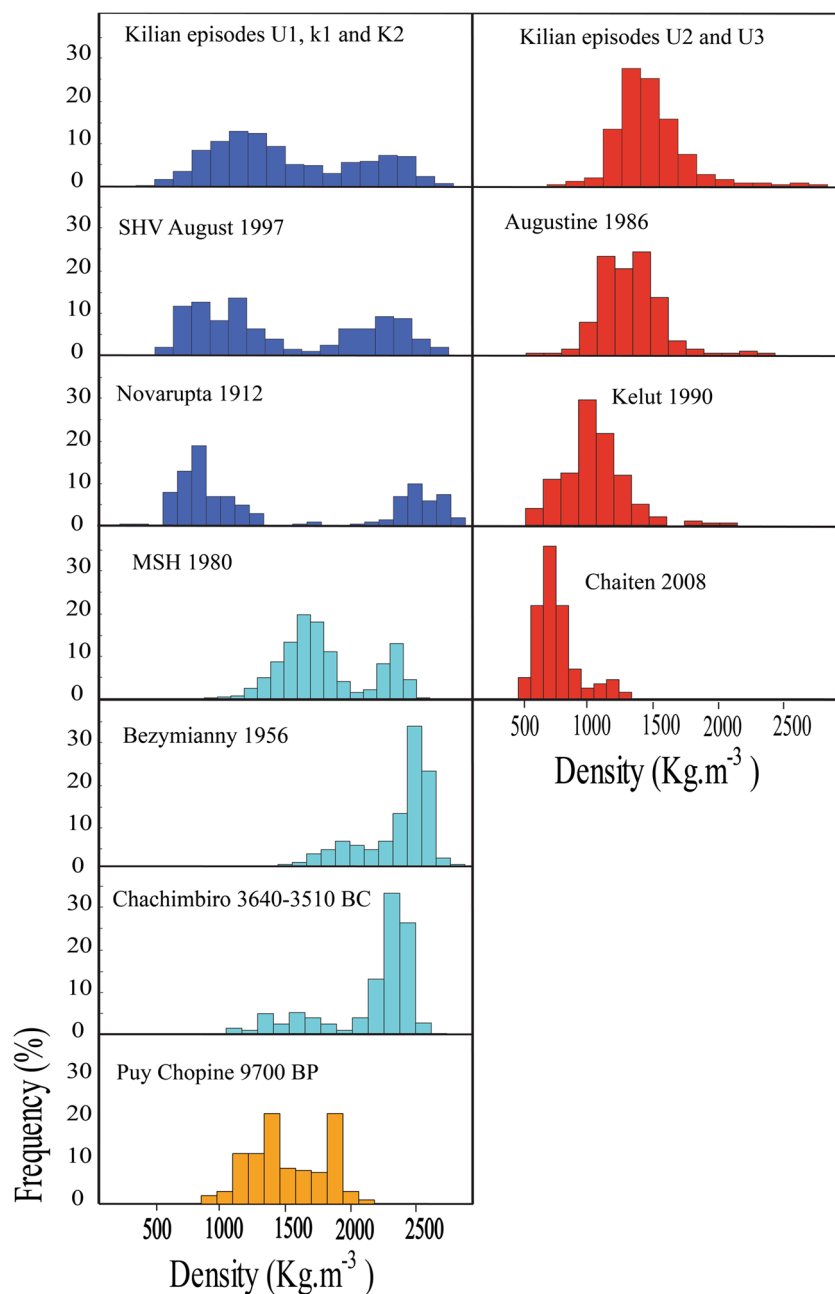 Kilian episodes U1, k1 and K2
30
20
10
0
SHV August 1997
30
20
10
0
Novarupta 1912
30
20
10
0
MSH 1980
30
20
10
0
Bezymianny 1956
30
20
10
0
Chachimbiro 3640-3510 BC
30
20
10
0
Puy Chopine 9700 BP
30
20
10
0
Frequency (%)
500 1000 1500 2000 2500
Density (Kg.m⁻³ )
Kilian episodes U2 and U3
Augustine 1986
Kelut 1990
Chaiten 2008
500 1000 1500 2000 2500
Density (Kg.m⁻³ )